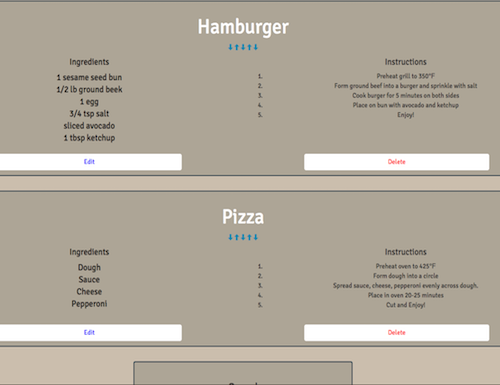 Hamburger
↓↑↓↑↓
Ingredients
1 sesame seed bun
1/2 lb ground beek
1 egg
3/4 tsp salt
sliced avocado
1 tbsp ketchup
Instructions
1. Preheat grill to 350°F
2. Form ground beef into a burger and sprinkle with salt
3. Cook burger for 5 minutes on both sides
4. Place on bun with avocado and ketchup
5. Enjoy!
Edit
Delete
Pizza
↓↑↓↑↓
Ingredients
Dough
Sauce
Cheese
Pepperoni
Instructions
1. Preheat oven to 425°F
2. Form dough into a circle
3. Spread sauce, cheese, pepperoni evenly across dough.
4. Place in oven 20-25 minutes
5. Cut and Enjoy!
Edit
Delete